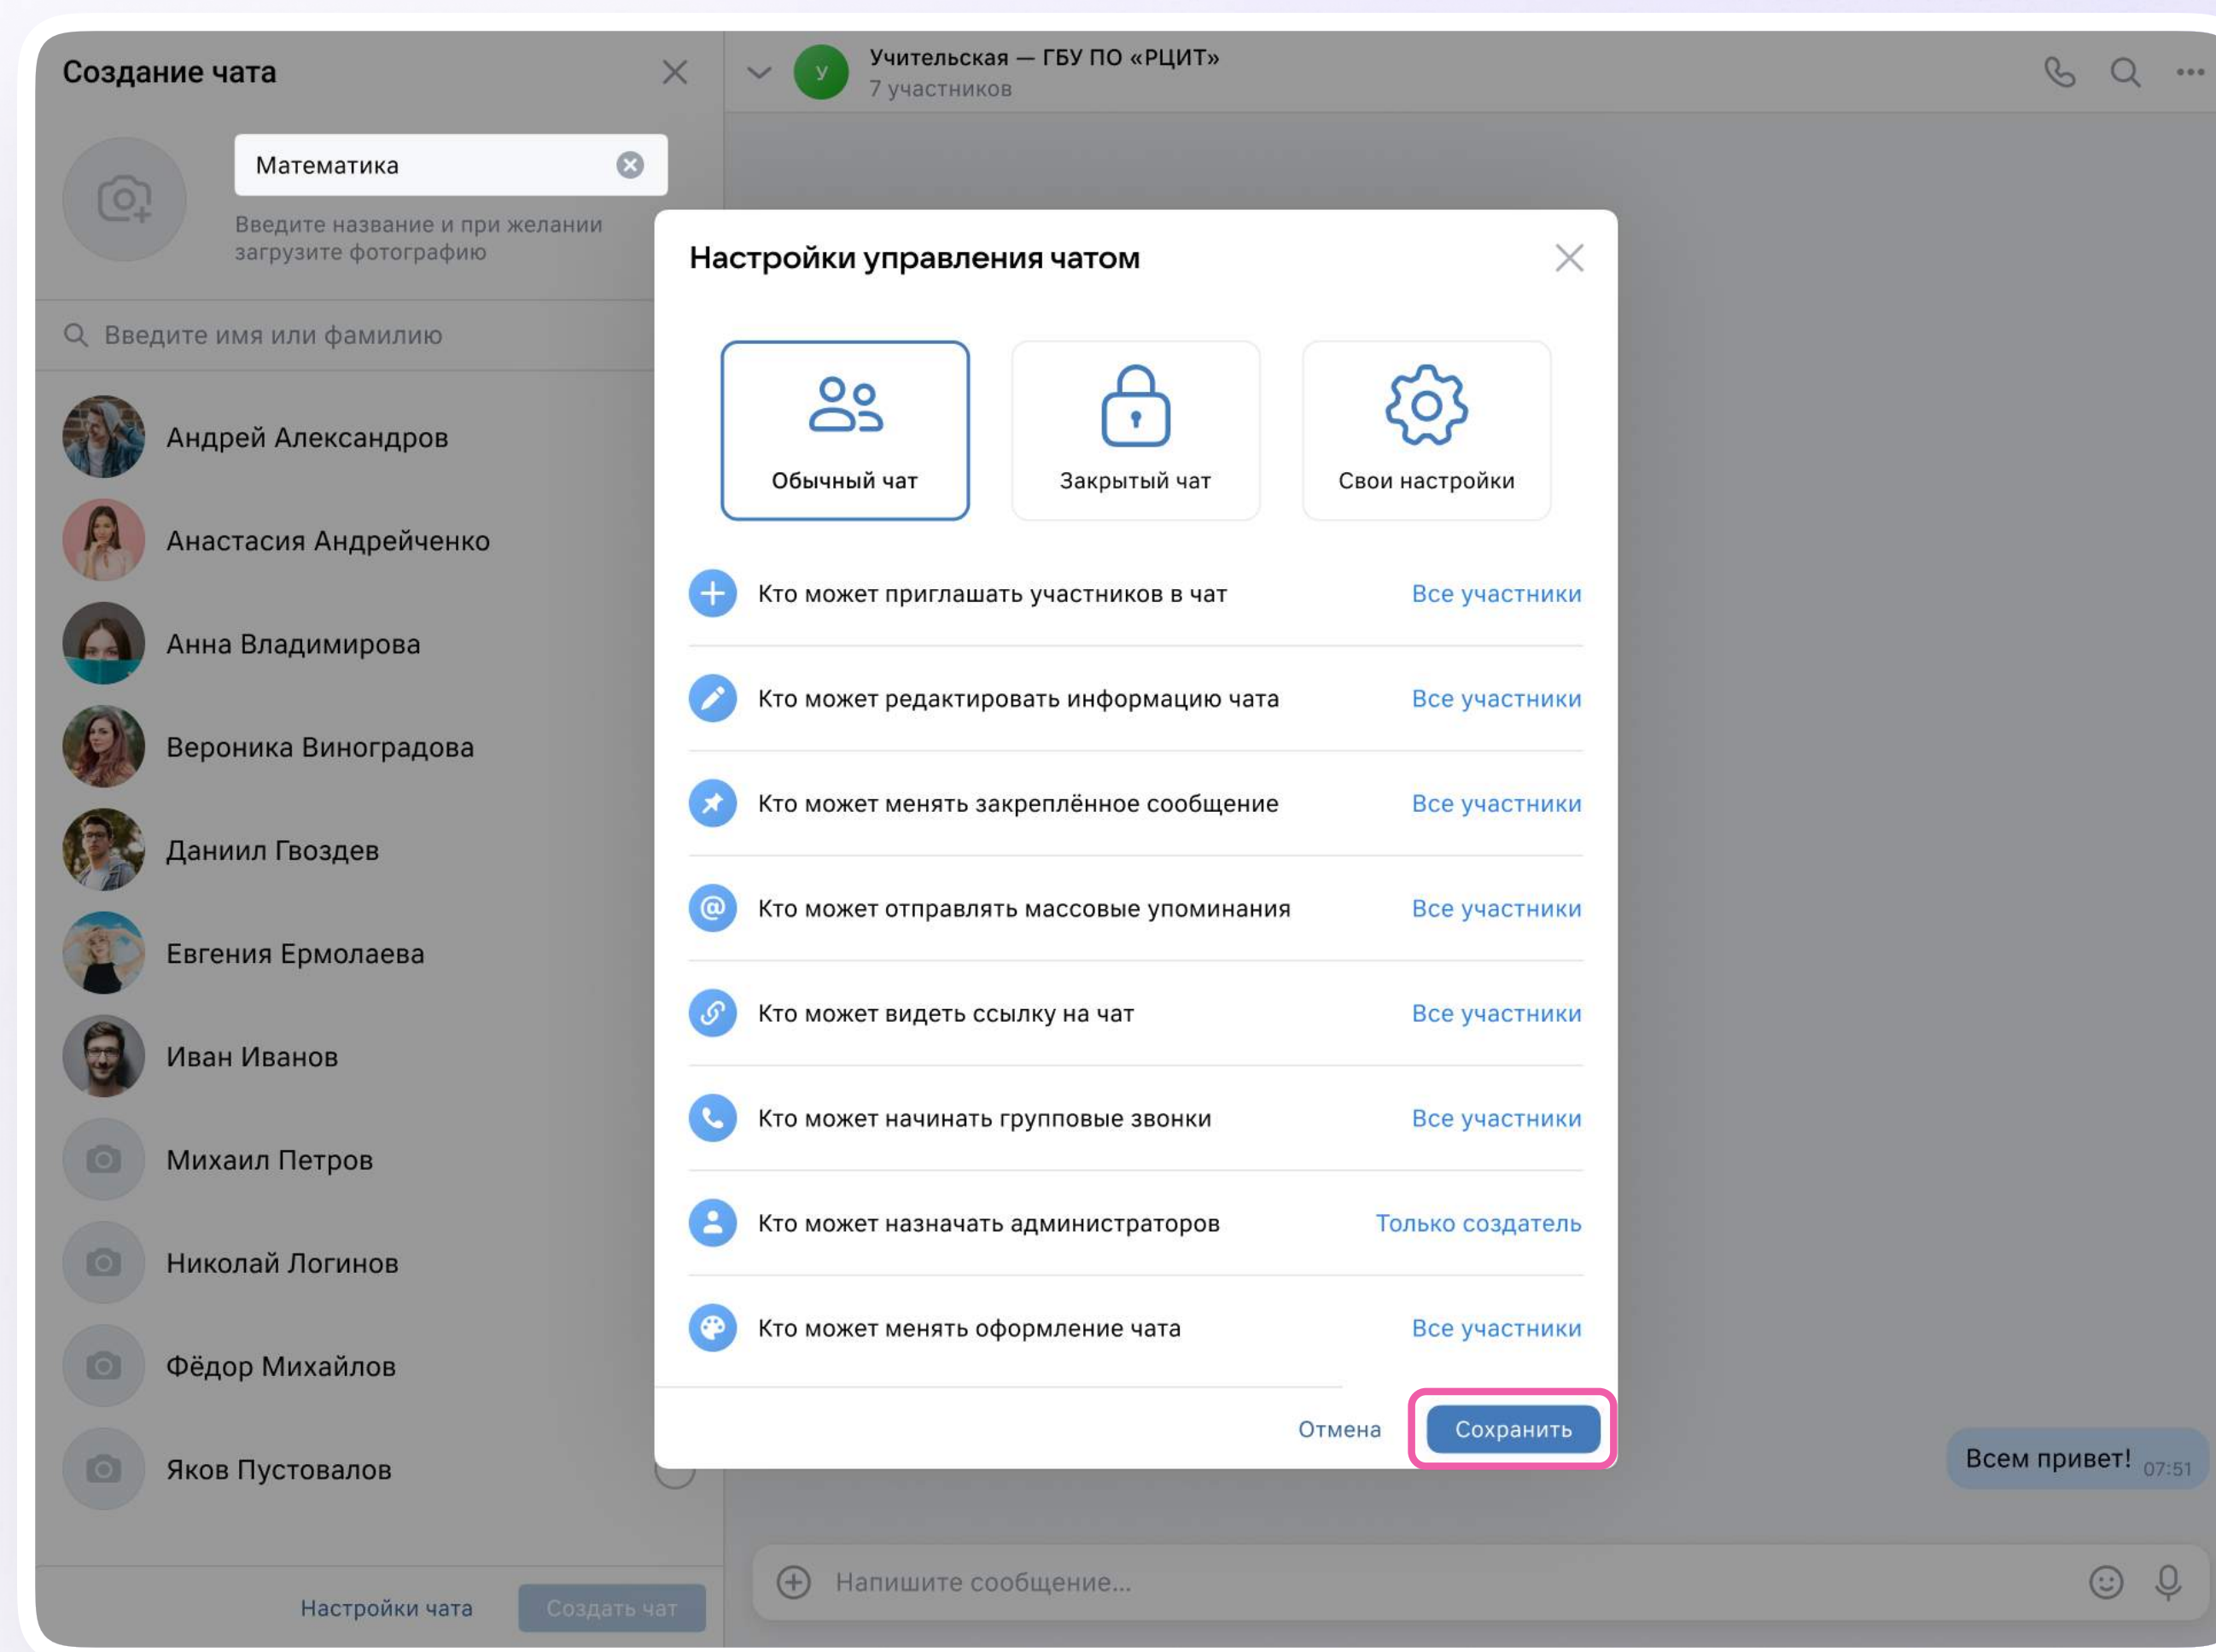 Создание чата
Математика
Введите название и при желании
загрузите фотографию
Введите имя или фамилию
Андрей Александров
Анастасия Андрейченко
Анна Владимирова
Вероника Виноградова
Даниил Гвоздев
Евгения Ермолаева
Иван Иванов
Михаил Петров
Николай Логинов
Фёдор Михайлов
Яков Пустовалов
Настройки чата
Создать чат
У
Учительская — ГБУ ПО «РЦИТ»
7 участников
Настройки управления чатом
Обычный чат
Закрытый чат
Свои настройки
Кто может приглашать участников в чат Все участники
Кто может редактировать информацию чата Все участники
Кто может менять закреплённое сообщение Все участники
Кто может отправлять массовые упоминания Все участники
Кто может видеть ссылку на чат Все участники
Кто может начинать групповые звонки Все участники
Кто может назначать администраторов Только создатель
Кто может менять оформление чата Все участники
Отмена
Сохранить
Всем привет! 07:51
Напишите сообщение...